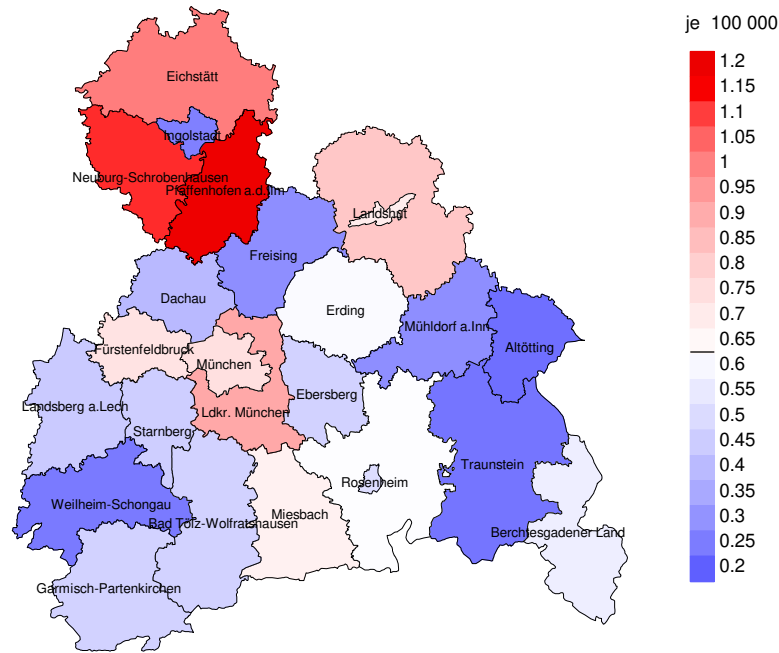 je 100 000
Eichstätt
Ingolstadt
Neuburg-Schrobenhausen
Pfaffenhofen a.d.Ilm
Landshut
Freising
Dachau
Erding
Mühldorf a.Inn
Altötting
Fürstenfeldbruck
München
Ebersberg
Landsberg a.Lech
Ldkr. München
Starnberg
Traunstein
Rosenheim
Weilheim-Schongau
Miesbach
Bad Tölz-Wolfratshausen
Berchtesgadener Land
Garmisch-Partenkirchen
1.2
1.15
1.1
1.05
1
0.95
0.9
0.85
0.8
0.75
0.7
0.65
0.6
0.55
0.5
0.45
0.4
0.35
0.3
0.25
0.2